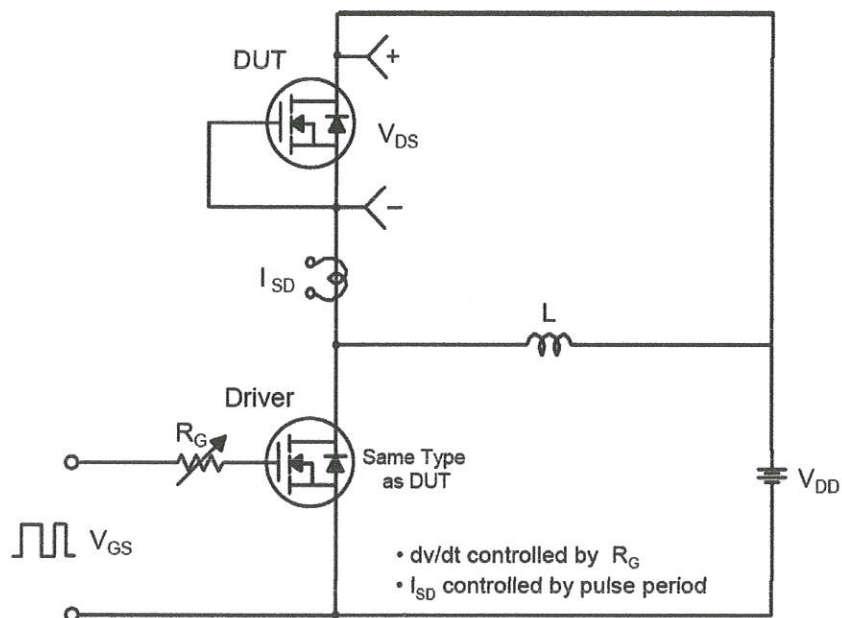 DUT
+
V_DS
−
I_SD
L
Driver
R_G
Same Type
as DUT
V_DD
V_GS
• dv/dt controlled by R_G
• I_SD controlled by pulse period